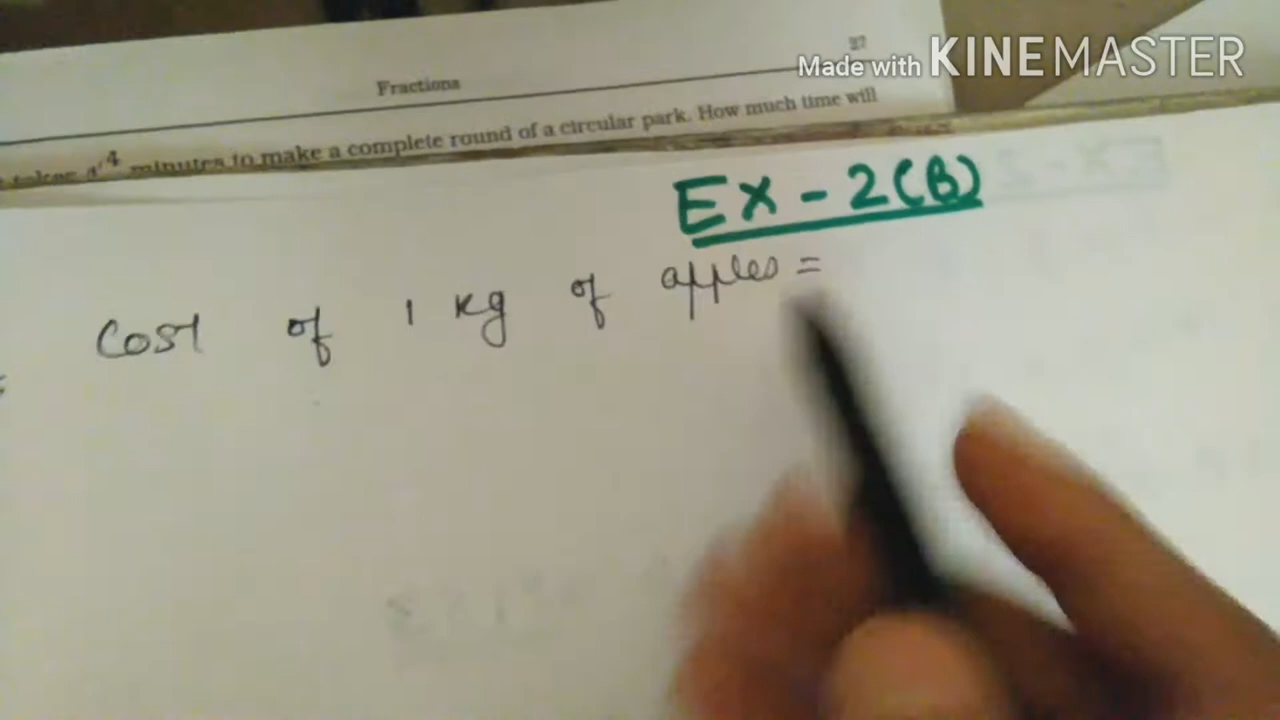 27
Made with KINEMASTER
Fractions
minutes to make a complete round of a circular park. How much time will
EX - 2(B)
Cost of 1 kg of apples =